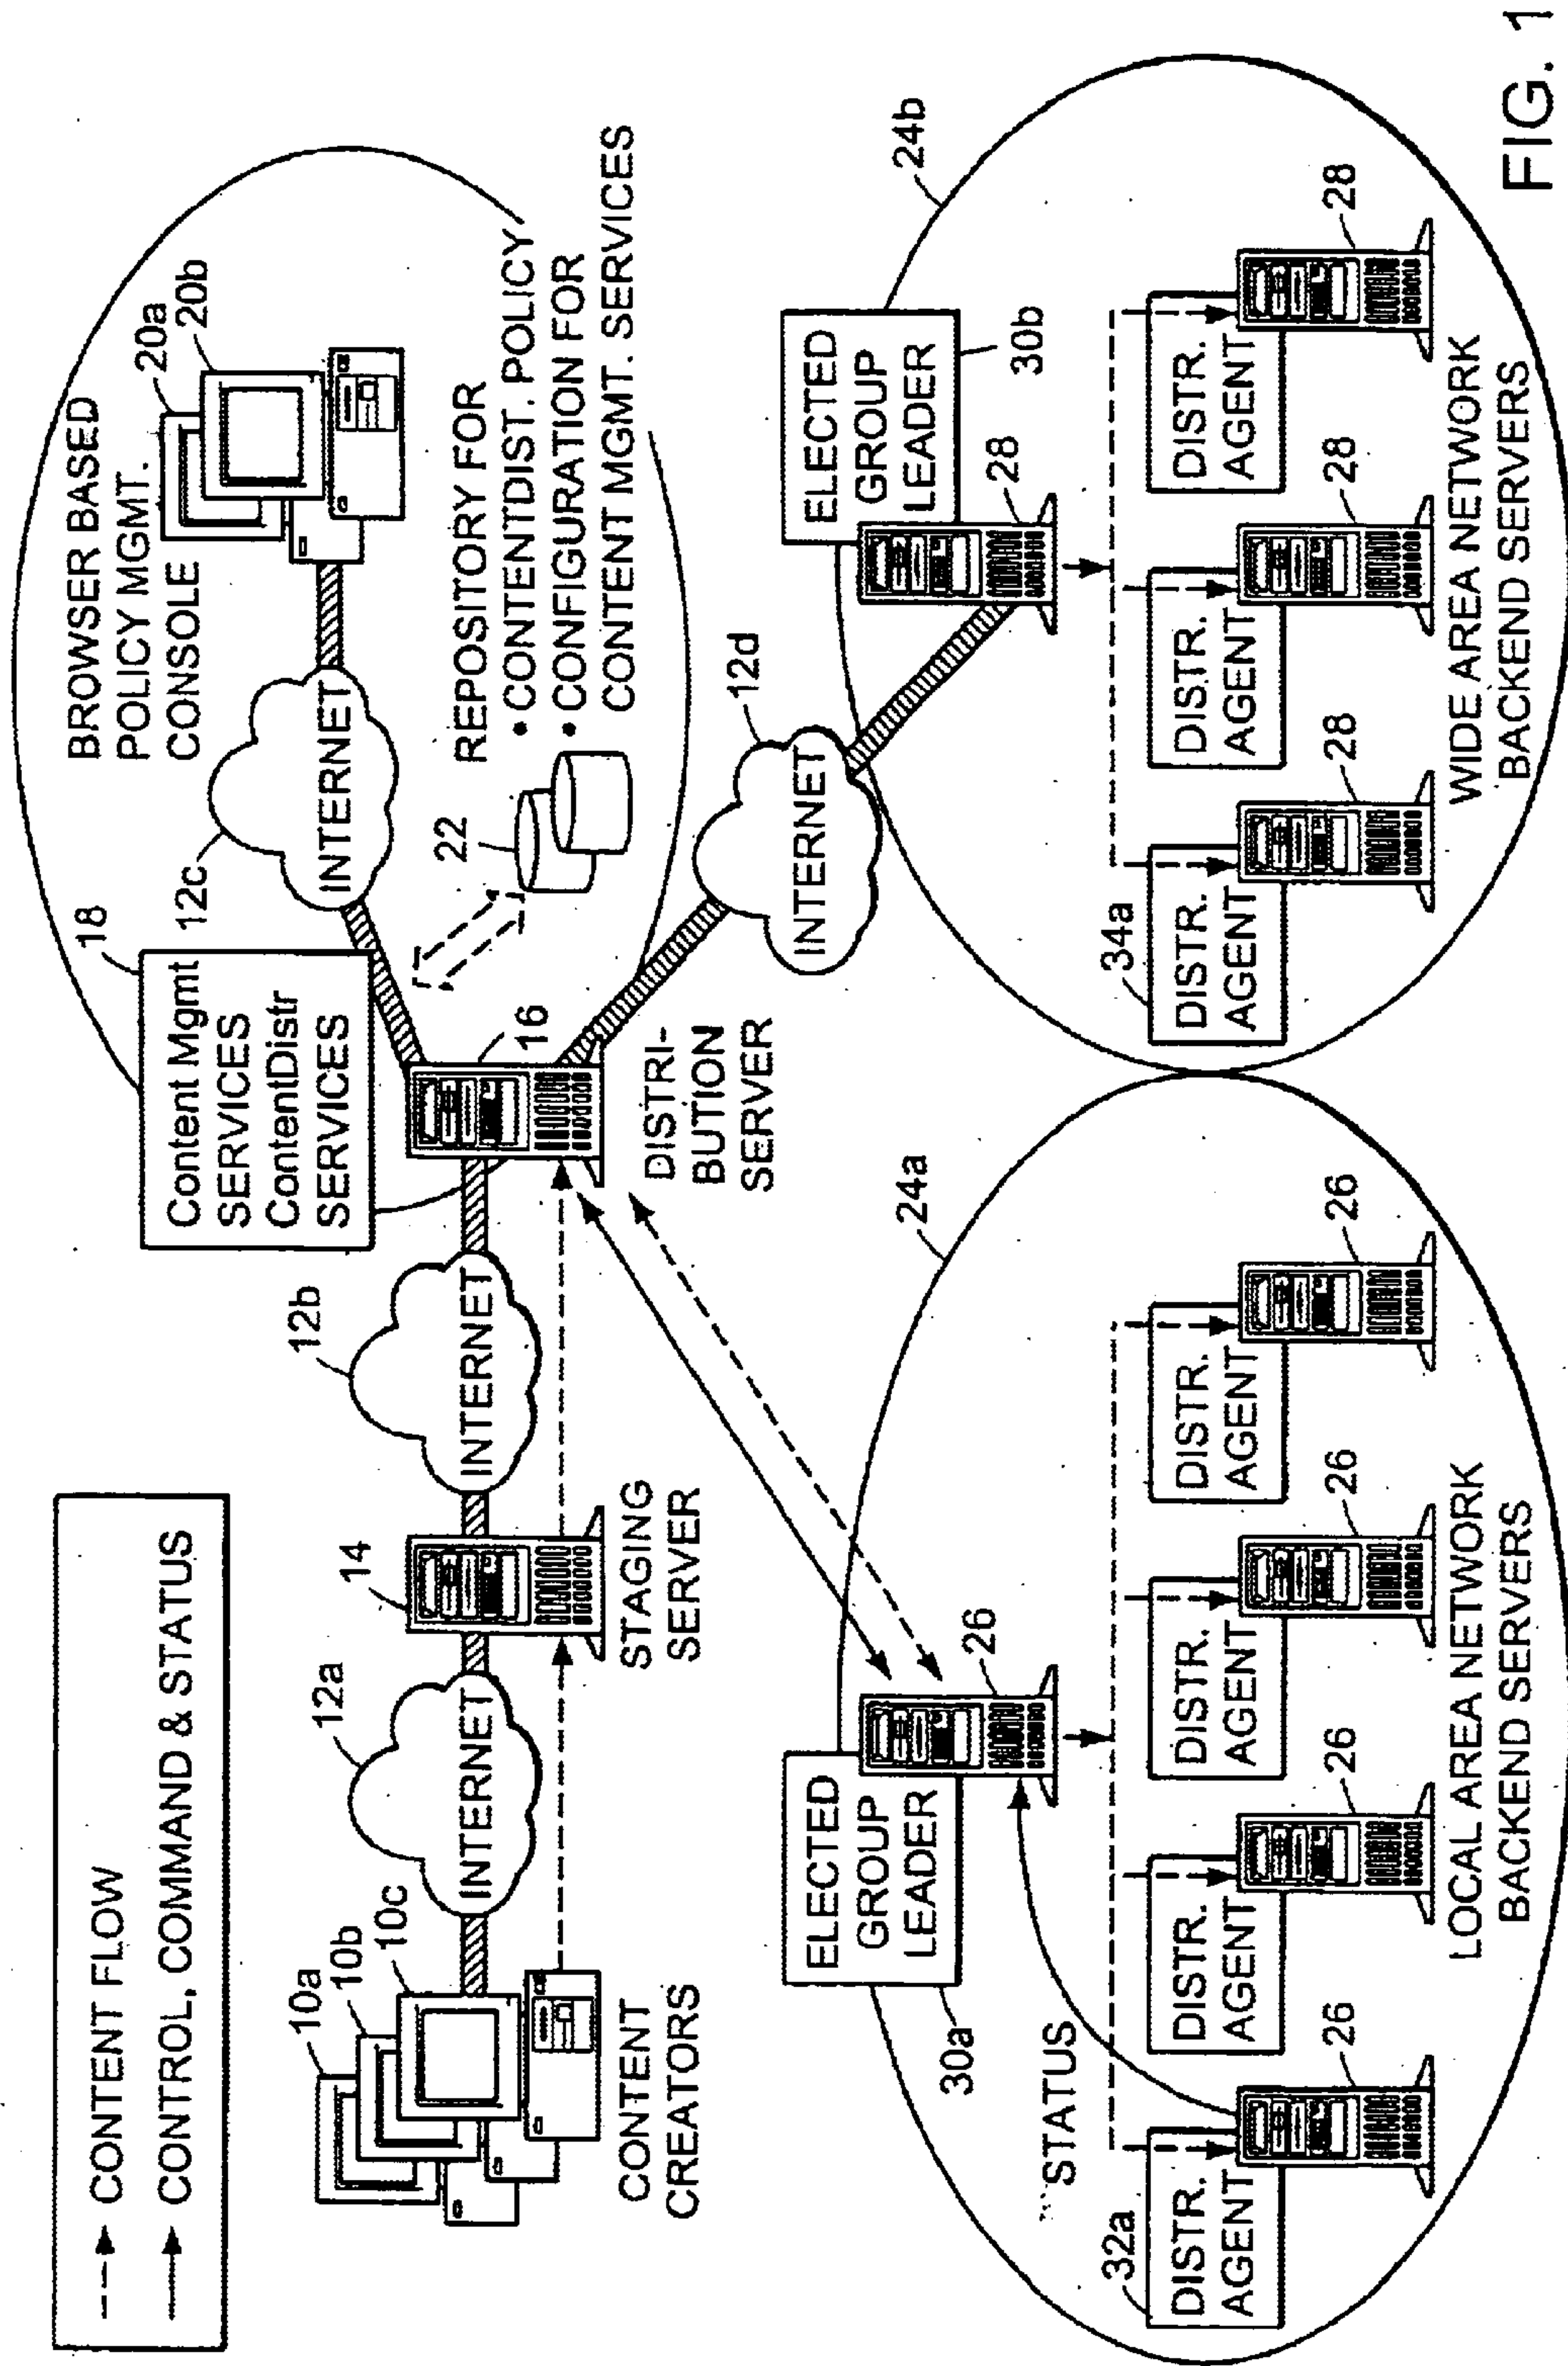 CONTENT FLOW
CONTROL, COMMAND & STATUS
10a
10b
10c
CONTENT
CREATORS
12a
INTERNET
14
STAGING
SERVER
12b
INTERNET
18
Content Mgmt
SERVICES
ContentDistr
SERVICES
16
DISTRI-
BUTION
SERVER
12c
INTERNET
BROWSER BASED
POLICY MGMT.
CONSOLE
20a
20b
22
REPOSITORY FOR
• CONTENTDIST. POLICY
• CONFIGURATION FOR
CONTENT MGMT. SERVICES
12d
INTERNET
24a
ELECTED
GROUP
LEADER
30a
26
STATUS
32a
DISTR.
AGENT
26
DISTR.
AGENT
26
DISTR.
AGENT
26
DISTR.
AGENT
26
LOCAL AREA NETWORK
BACKEND SERVERS
24b
ELECTED
GROUP
LEADER
30b
28
34a
DISTR.
AGENT
28
DISTR.
AGENT
28
DISTR.
AGENT
28
WIDE AREA NETWORK
BACKEND SERVERS
FIG. 1